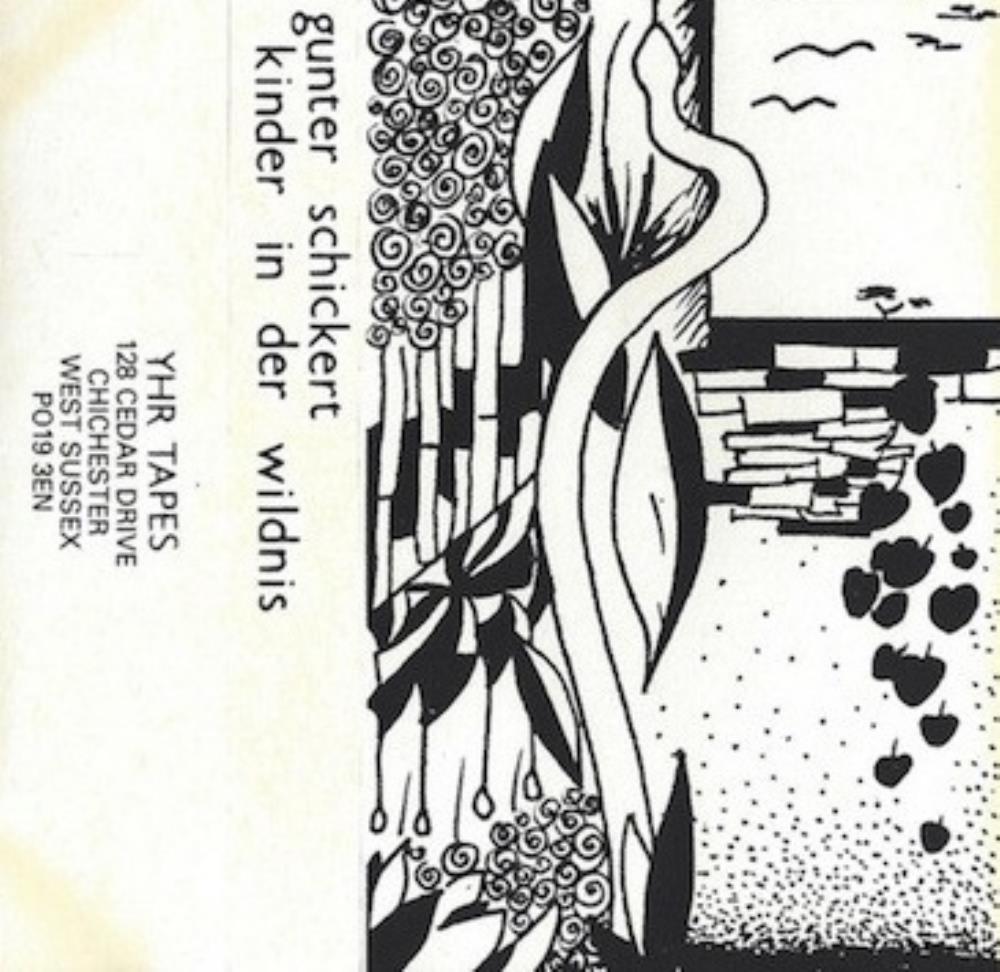 gunter schickert
kinder in der wildnis
YHR TAPES
128 CEDAR DRIVE
CHICHESTER
WEST SUSSEX
PO19 3EN